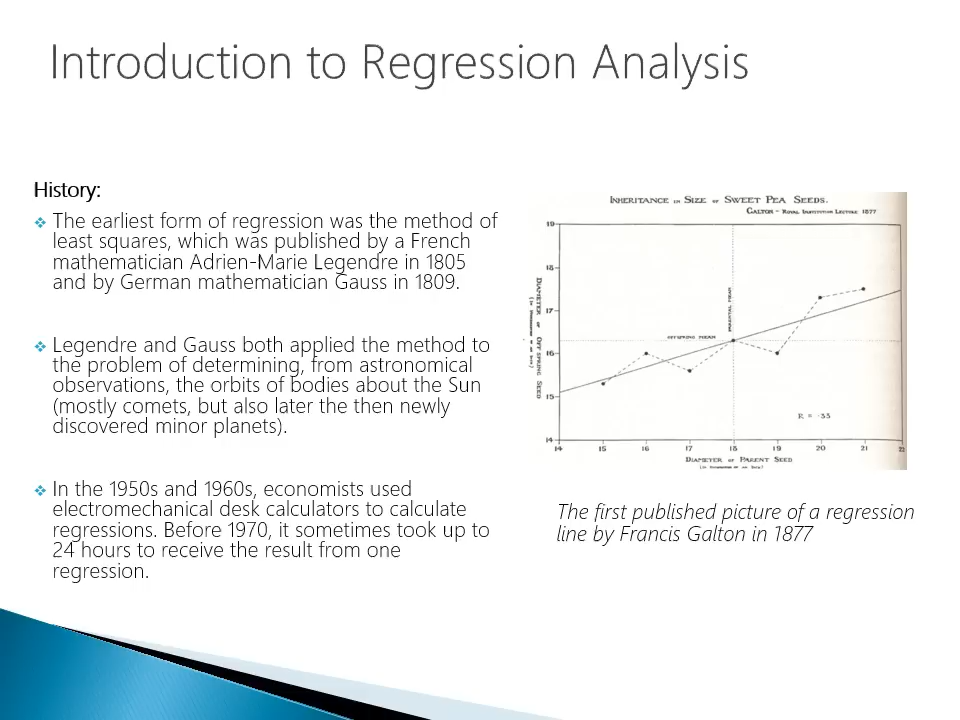 Introduction to Regression Analysis
History:
The earliest form of regression was the method of
least squares, which was published by a French
mathematician Adrien-Marie Legendre in 1805
and by German mathematician Gauss in 1809.
Legendre and Gauss both applied the method to
the problem of determining, from astronomical
observations, the orbits of bodies about the Sun
(mostly comets, but also later the then newly
discovered minor planets).
In the 1950s and 1960s, economists used
electromechanical desk calculators to calculate
regressions. Before 1970, it sometimes took up to
24 hours to receive the result from one
regression.
INHERITANCE IN SIZE OF SWEET PEA SEEDS.
GALTON - ROYAL INSTITUTION LECTURE 1877
19
18
17
16
15
14
DIAMETER OF OFFSPRING SEED
PARENTAL MEAN
OFFSPRING MEAN
R = .33
14 15 16 17 18 19 20 21 22
DIAMETER OF PARENT SEED
The first published picture of a regression
line by Francis Galton in 1877